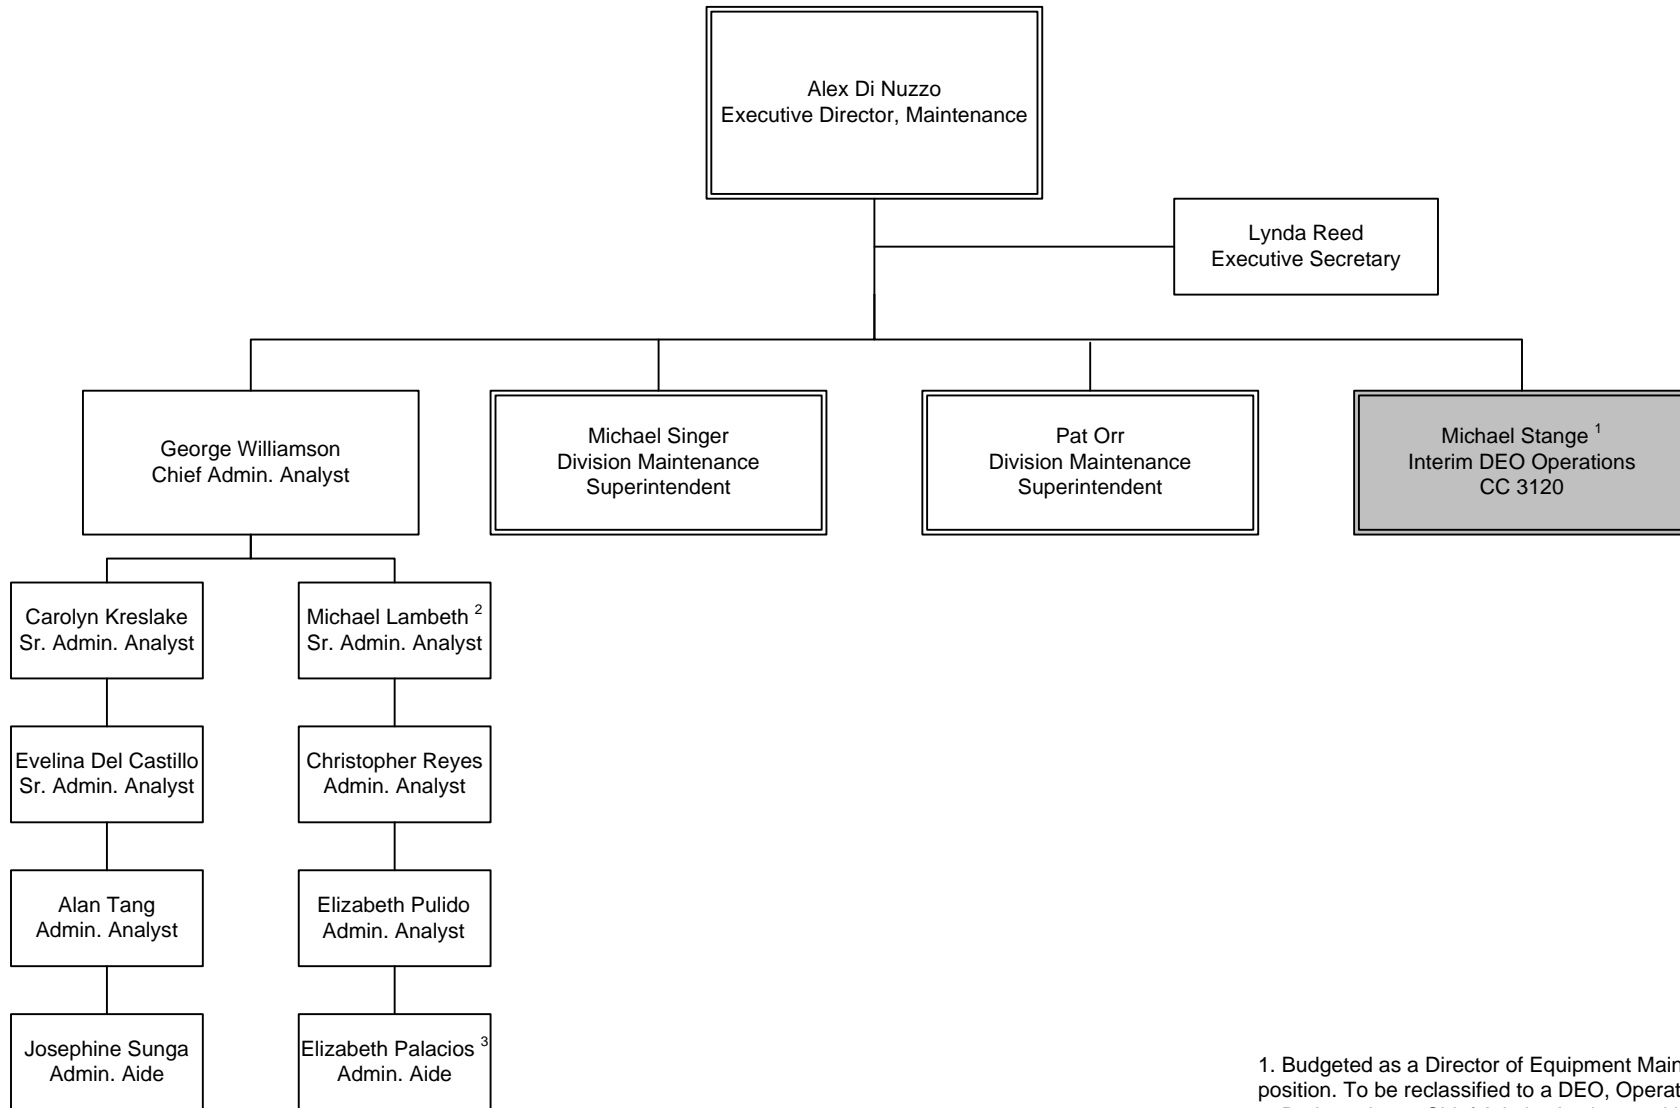 Alex Di Nuzzo
Executive Director, Maintenance
Lynda Reed
Executive Secretary
George Williamson
Chief Admin. Analyst
Michael Singer
Division Maintenance
Superintendent
Pat Orr
Division Maintenance
Superintendent
Michael Stange 1
Interim DEO Operations
CC 3120
Carolyn Kreslake
Sr. Admin. Analyst
Michael Lambeth 2
Sr. Admin. Analyst
Evelina Del Castillo
Sr. Admin. Analyst
Christopher Reyes
Admin. Analyst
Alan Tang
Admin. Analyst
Elizabeth Pulido
Admin. Analyst
Josephine Sunga
Admin. Aide
Elizabeth Palacios 3
Admin. Aide
1. Budgeted as a Director of Equipment Main
position. To be reclassified to a DEO, Operat